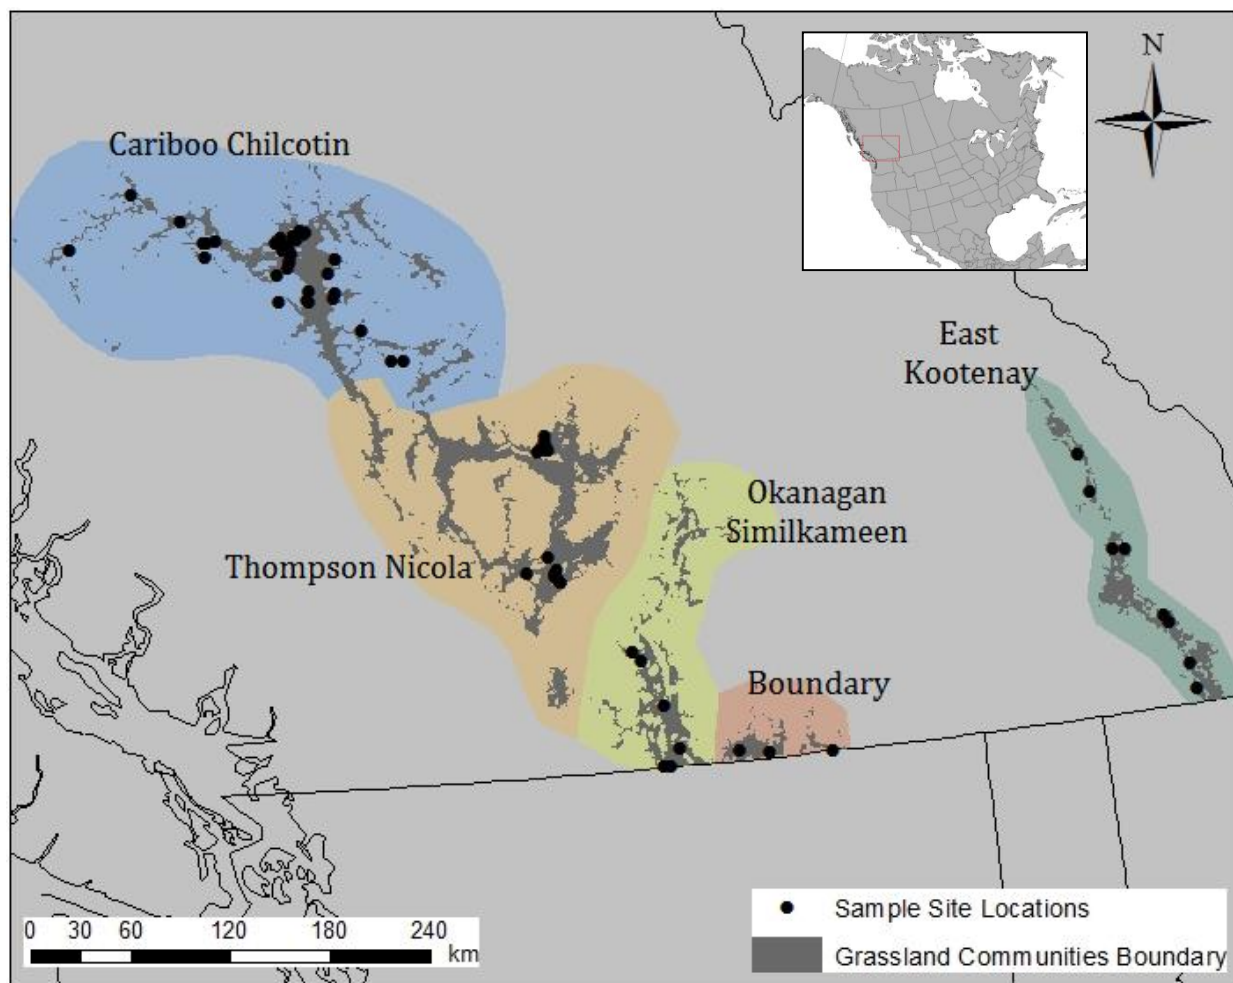 N
Cariboo Chilcotin
East
Kootenay
Okanagan
Similkameen
Thompson Nicola
Boundary
0 30 60 120 180 240
km
Sample Site Locations
Grassland Communities Boundary